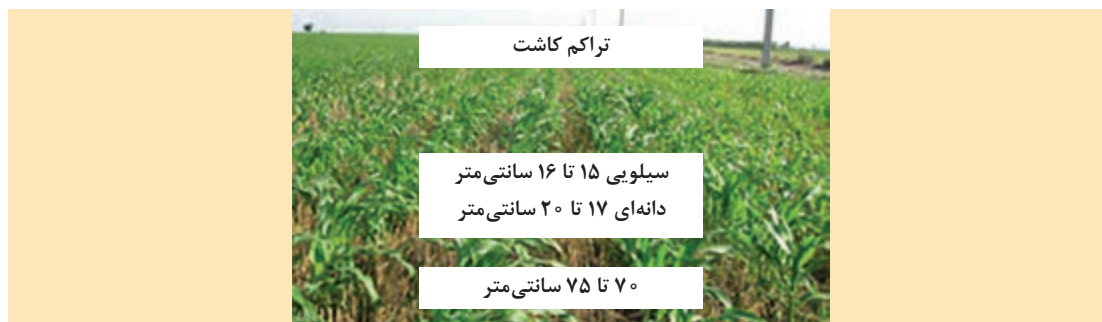 تراکم کاشت
سیلویی ۱۵ تا ۱۶ سانتی‌متر
دانه‌ای ۱۷ تا ۲۰ سانتی‌متر
۷۰ تا ۷۵ سانتی‌متر